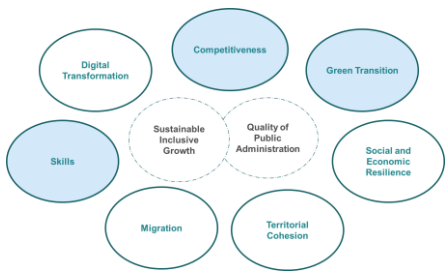 Competitiveness
Digital
Transformation
Green Transition
Sustainable
Inclusive
Growth
Quality of
Public
Administration
Skills
Social and
Economic
Resilience
Migration
Territorial
Cohesion